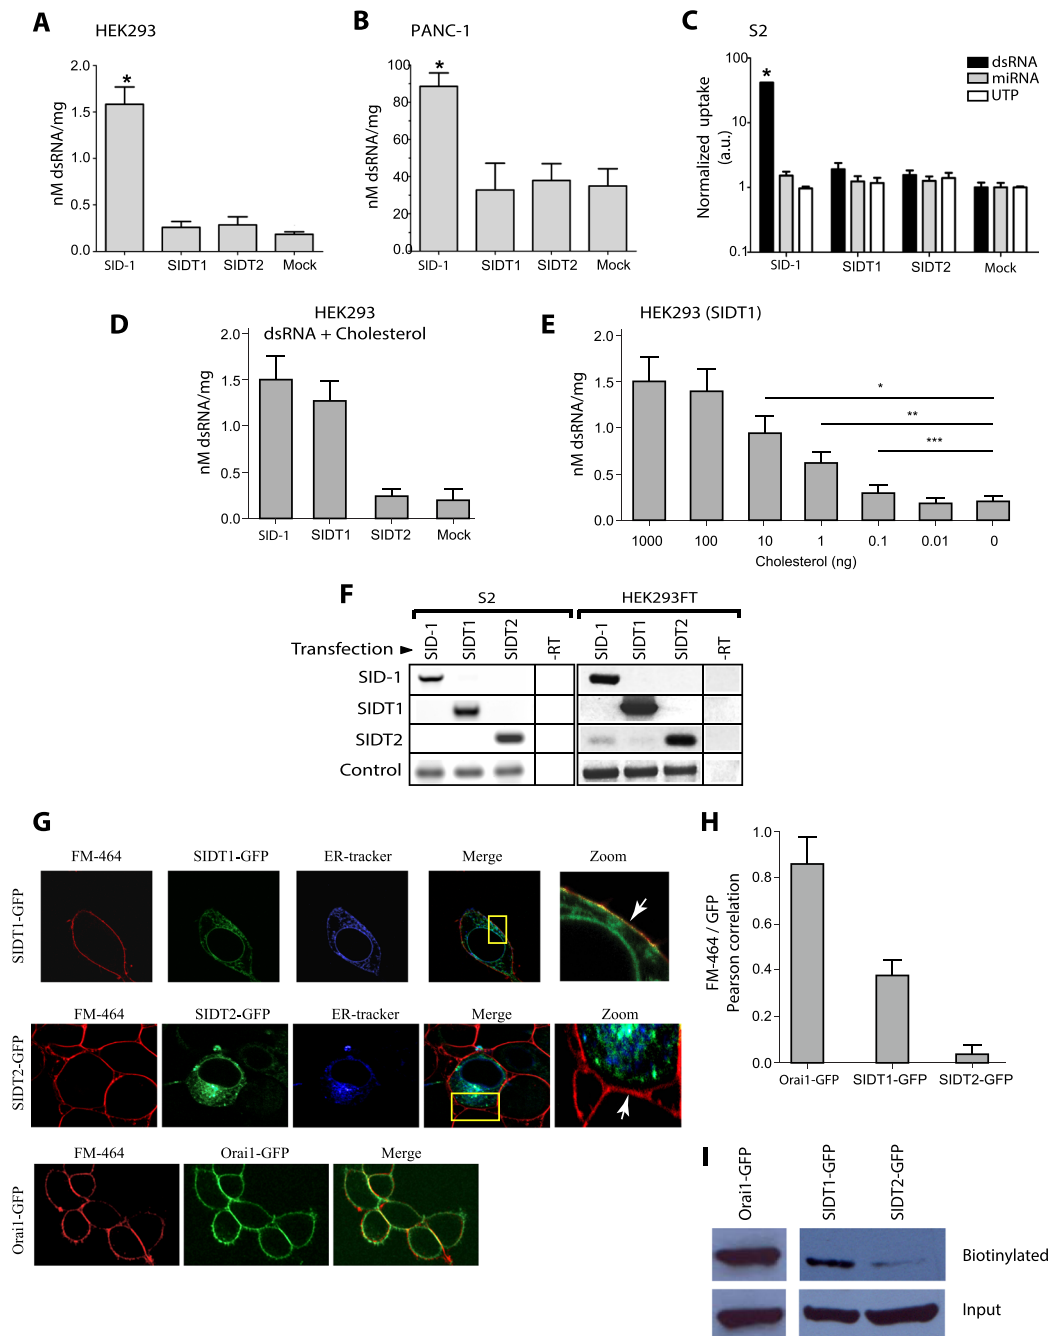 A
HEK293
nM dsRNA/mg
2.0
1.5
1.0
0.5
0.0
*
SID-1
SIDT1
SIDT2
Mock
B
PANC-1
nM dsRNA/mg
100
80
60
40
20
0
*
SID-1
SIDT1
SIDT2
Mock
C
S2
Normalized uptake
(a.u.)
100
10
1
0.1
*
dsRNA
miRNA
UTP
SID-1
SIDT1
SIDT2
Mock
D
HEK293
dsRNA + Cholesterol
nM dsRNA/mg
2.0
1.5
1.0
0.5
0.0
SID-1
SIDT1
SIDT2
Mock
E
HEK293 (SIDT1)
nM dsRNA/mg
2.0
1.5
1.0
0.5
0.0
*
**
***
1000
100
10
1
0.1
0.01
0
Cholesterol (ng)
F
S2
HEK293FT
Transfection
SID-1
SIDT1
SIDT2
-RT
SID-1
SIDT1
SIDT2
-RT
SID-1
SIDT1
SIDT2
Control
G
FM-464
SIDT1-GFP
ER-tracker
Merge
Zoom
SIDT1-GFP
FM-464
SIDT2-GFP
ER-tracker
Merge
Zoom
SIDT2-GFP
FM-464
Orai1-GFP
Merge
Orai1-GFP
H
FM-464 / GFP
Pearson correlation
1.0
0.8
0.6
0.4
0.2
0.0
Orai1-GFP
SIDT1-GFP
SIDT2-GFP
I
Orai1-GFP
SIDT1-GFP
SIDT2-GFP
Biotinylated
Input